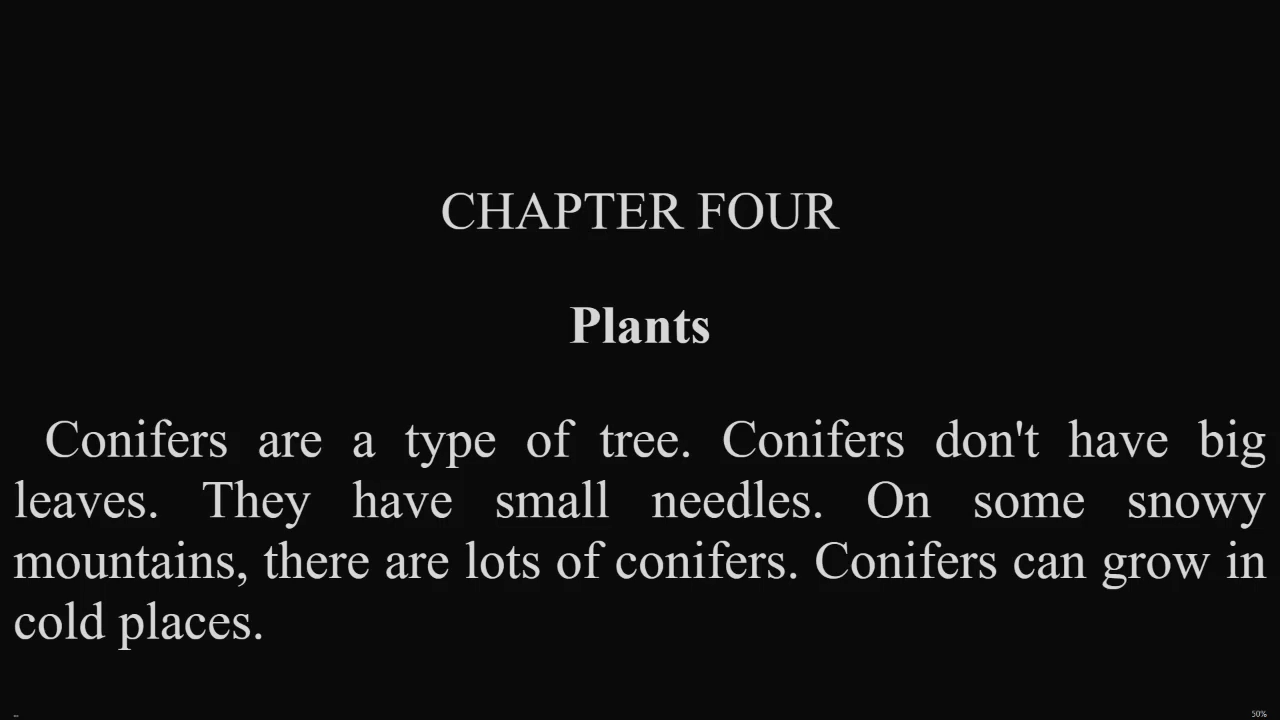 CHAPTER FOUR
Plants
Conifers are a type of tree. Conifers don't have big
leaves. They have small needles. On some snowy
mountains, there are lots of conifers. Conifers can grow in
cold places.
50%